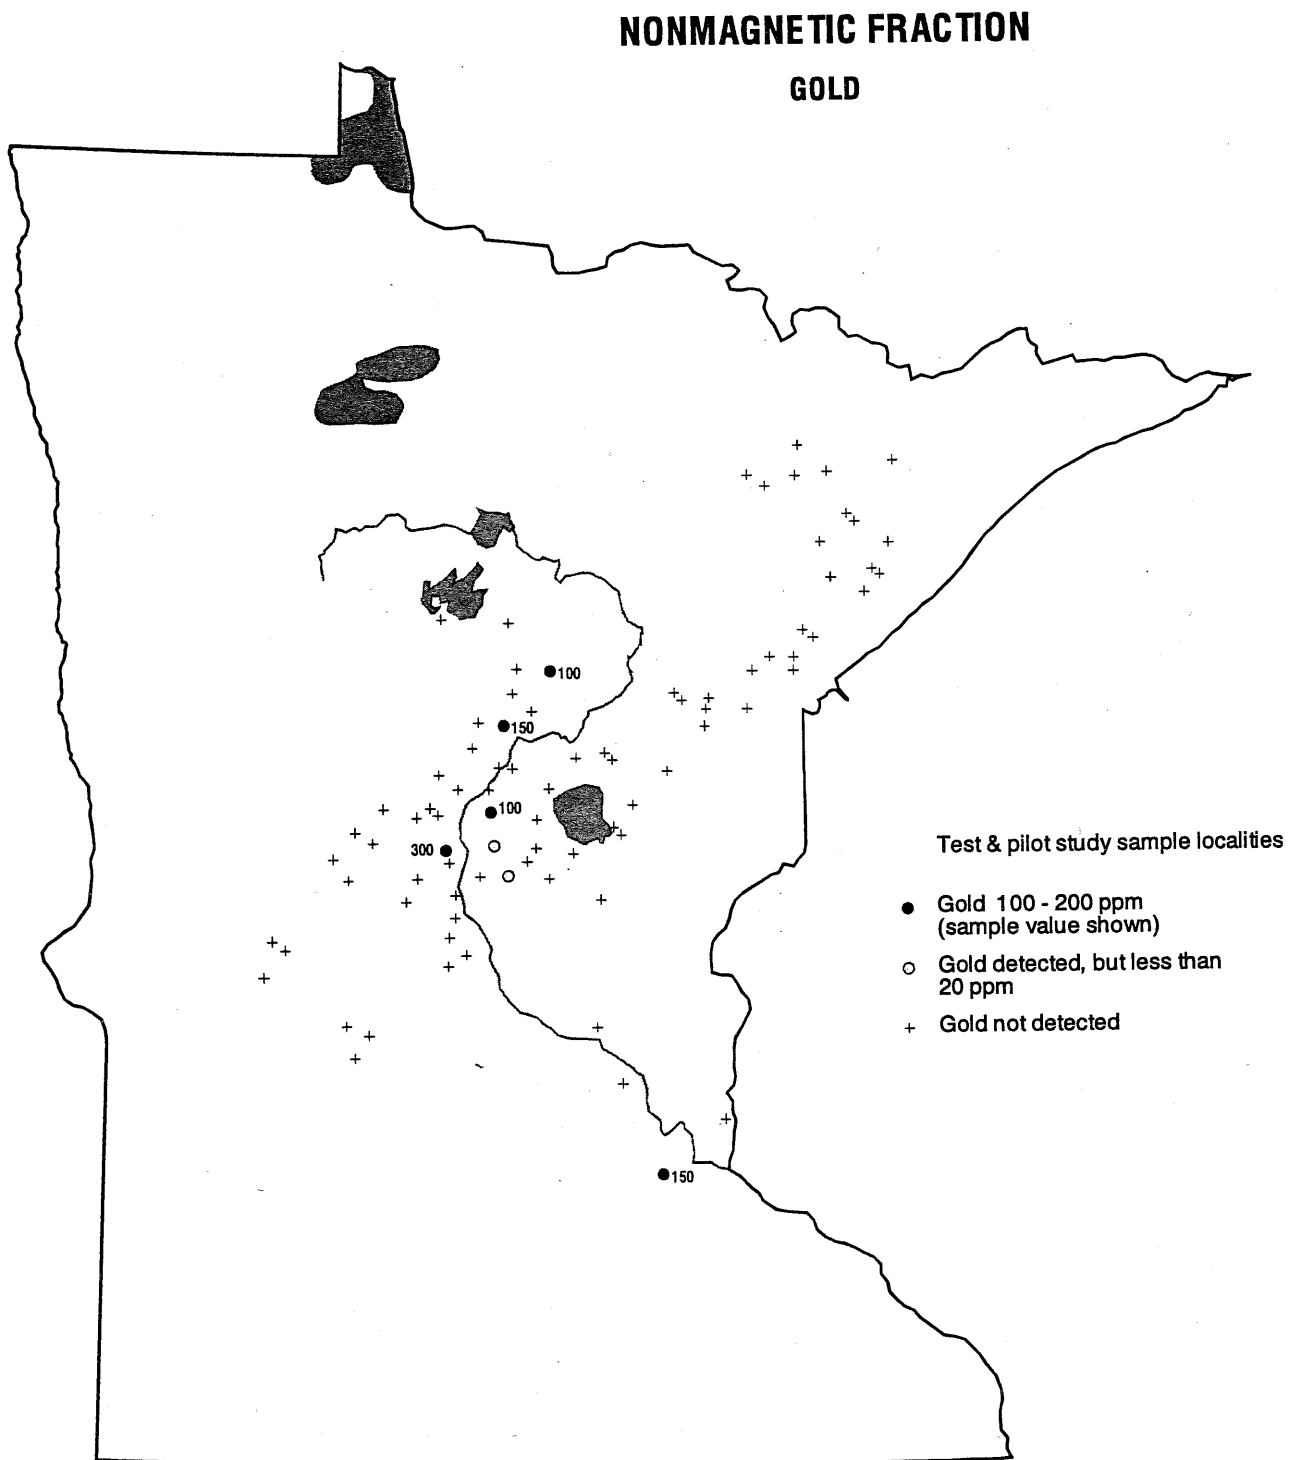 NONMAGNETIC FRACTION
GOLD
100
150
100
300
Test & pilot study sample localities
Gold 100 - 200 ppm
(sample value shown)
Gold detected, but less than
20 ppm
Gold not detected
150